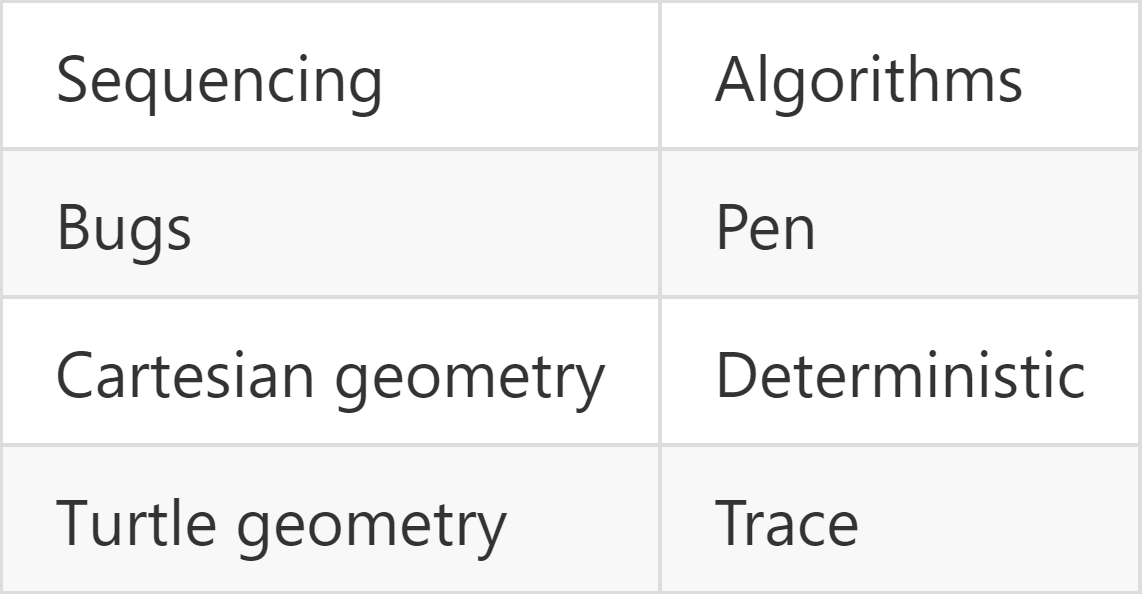 Sequencing Algorithms
Bugs Pen
Cartesian geometry Deterministic
Turtle geometry Trace